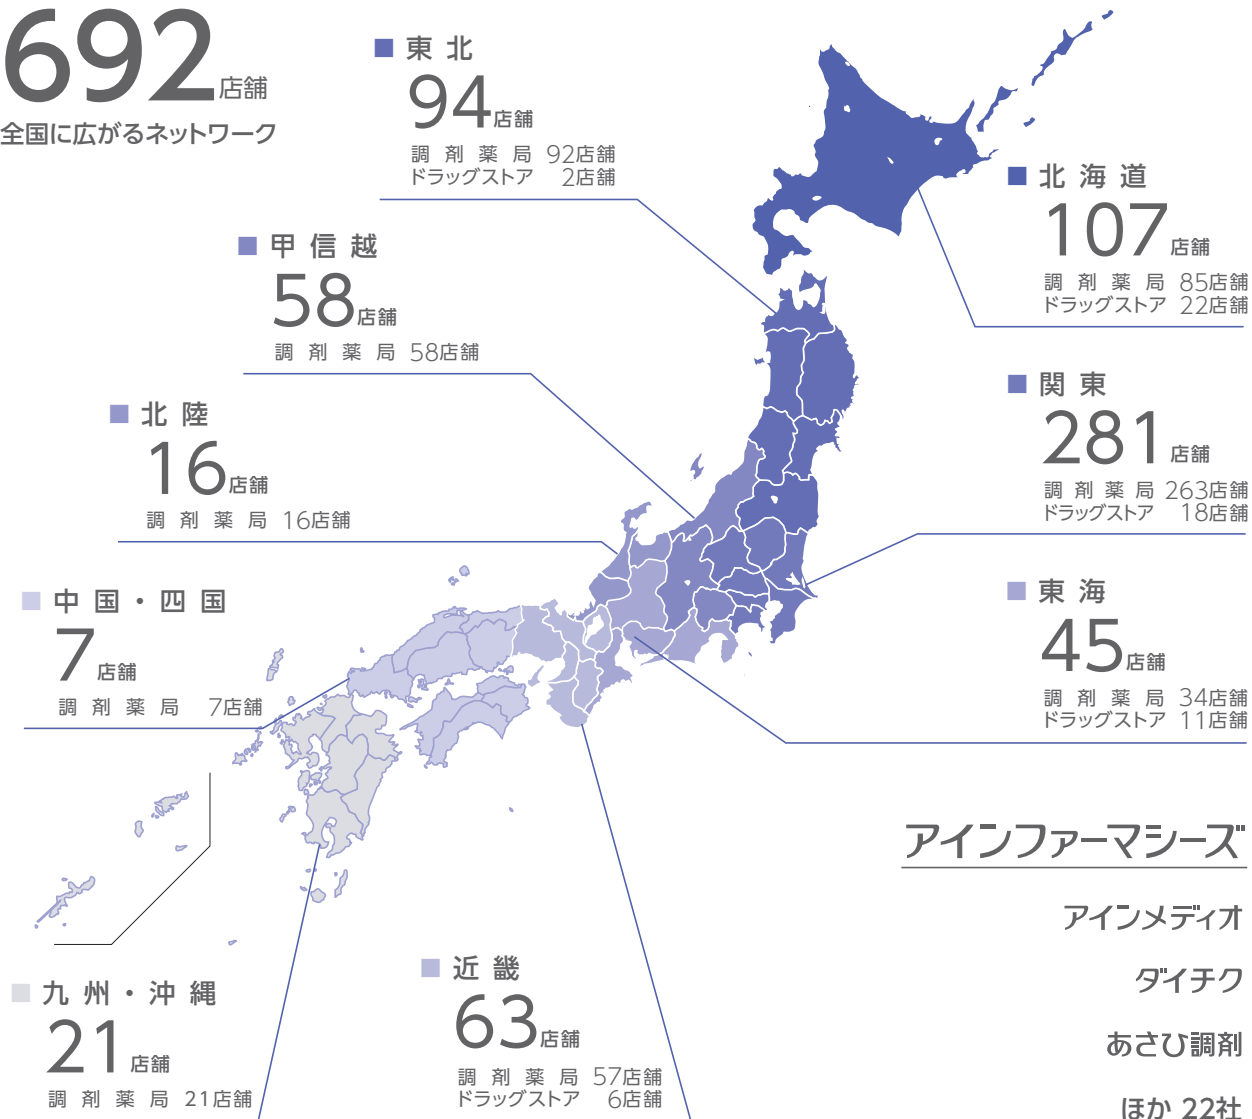 692店舗
全国に広がるネットワーク
東北
94店舗
調剤薬局 92店舗
ドラッグストア 2店舗
北海道
107店舗
調剤薬局 85店舗
ドラッグストア 22店舗
甲信越
58店舗
調剤薬局 58店舗
関東
281店舗
調剤薬局 263店舗
ドラッグストア 18店舗
北陸
16店舗
調剤薬局 16店舗
東海
45店舗
調剤薬局 34店舗
ドラッグストア 11店舗
中国・四国
7店舗
調剤薬局 7店舗
九州・沖縄
21店舗
調剤薬局 21店舗
近畿
63店舗
調剤薬局 57店舗
ドラッグストア 6店舗
アインファーマシーズ
アインメディオ
ダイチク
あさひ調剤
ほか 22社